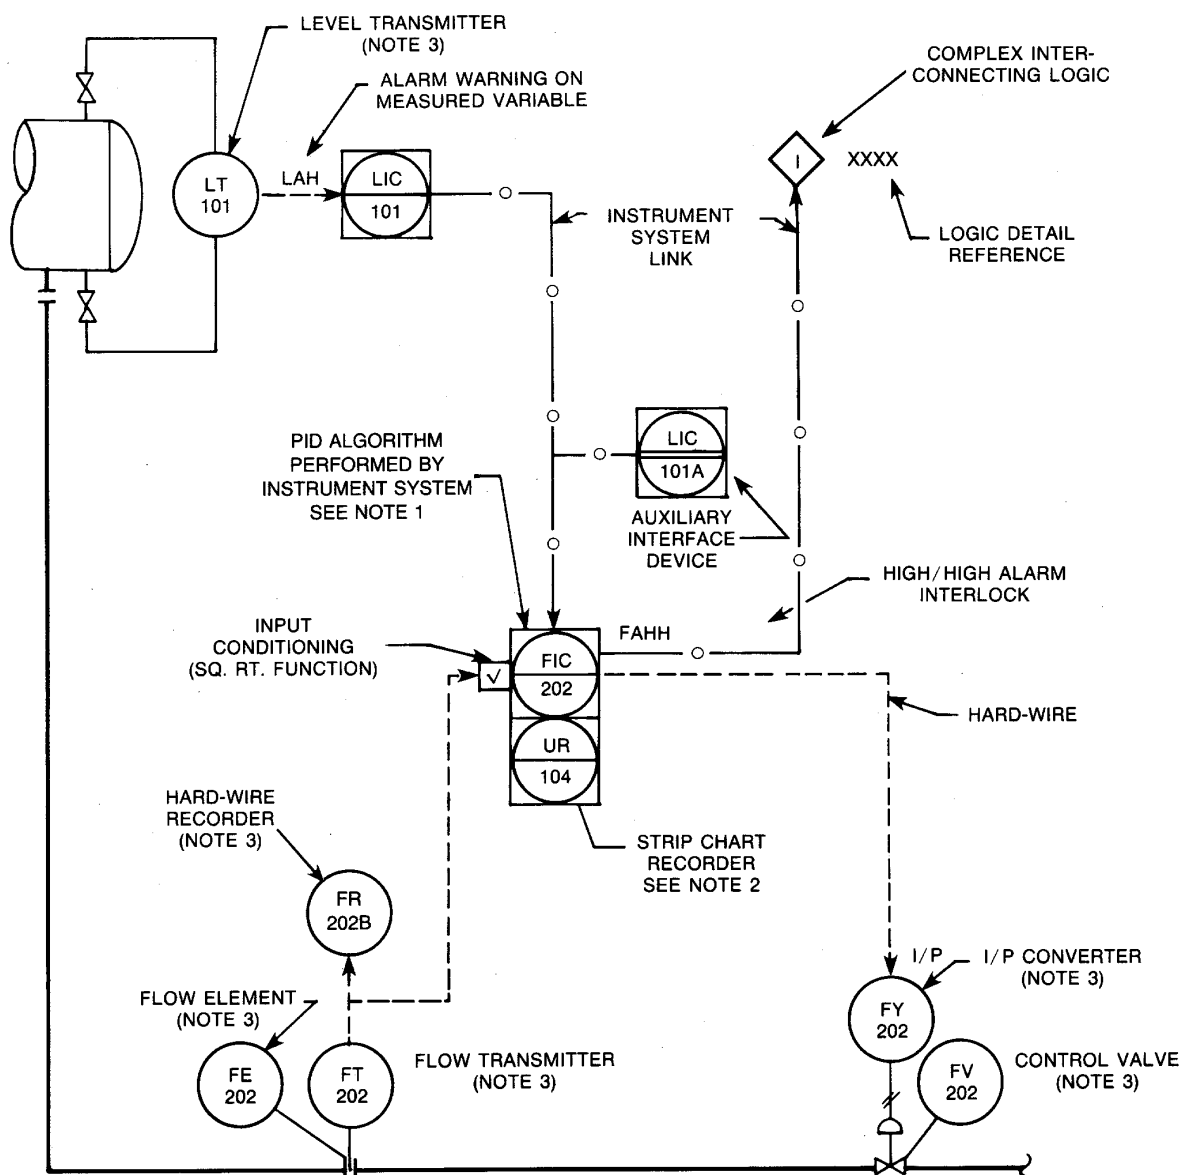 LEVEL TRANSMITTER
(NOTE 3)
ALARM WARNING ON
MEASURED VARIABLE
COMPLEX INTER-
CONNECTING LOGIC
LT
101
LAH
LIC
101
I
XXXX
INSTRUMENT
SYSTEM
LINK
LOGIC DETAIL
REFERENCE
PID ALGORITHM
PERFORMED BY
INSTRUMENT SYSTEM
SEE NOTE 1
LIC
101A
AUXILIARY
INTERFACE
DEVICE
HIGH/HIGH ALARM
INTERLOCK
INPUT
CONDITIONING
(SQ. RT. FUNCTION)
FAHH
√
FIC
202
HARD-WIRE
UR
104
HARD-WIRE
RECORDER
(NOTE 3)
STRIP CHART
RECORDER
SEE NOTE 2
FR
202B
I/P
I/P CONVERTER
(NOTE 3)
FLOW ELEMENT
(NOTE 3)
FY
202
FE
202
FT
202
FLOW TRANSMITTER
(NOTE 3)
FV
202
CONTROL VALVE
(NOTE 3)